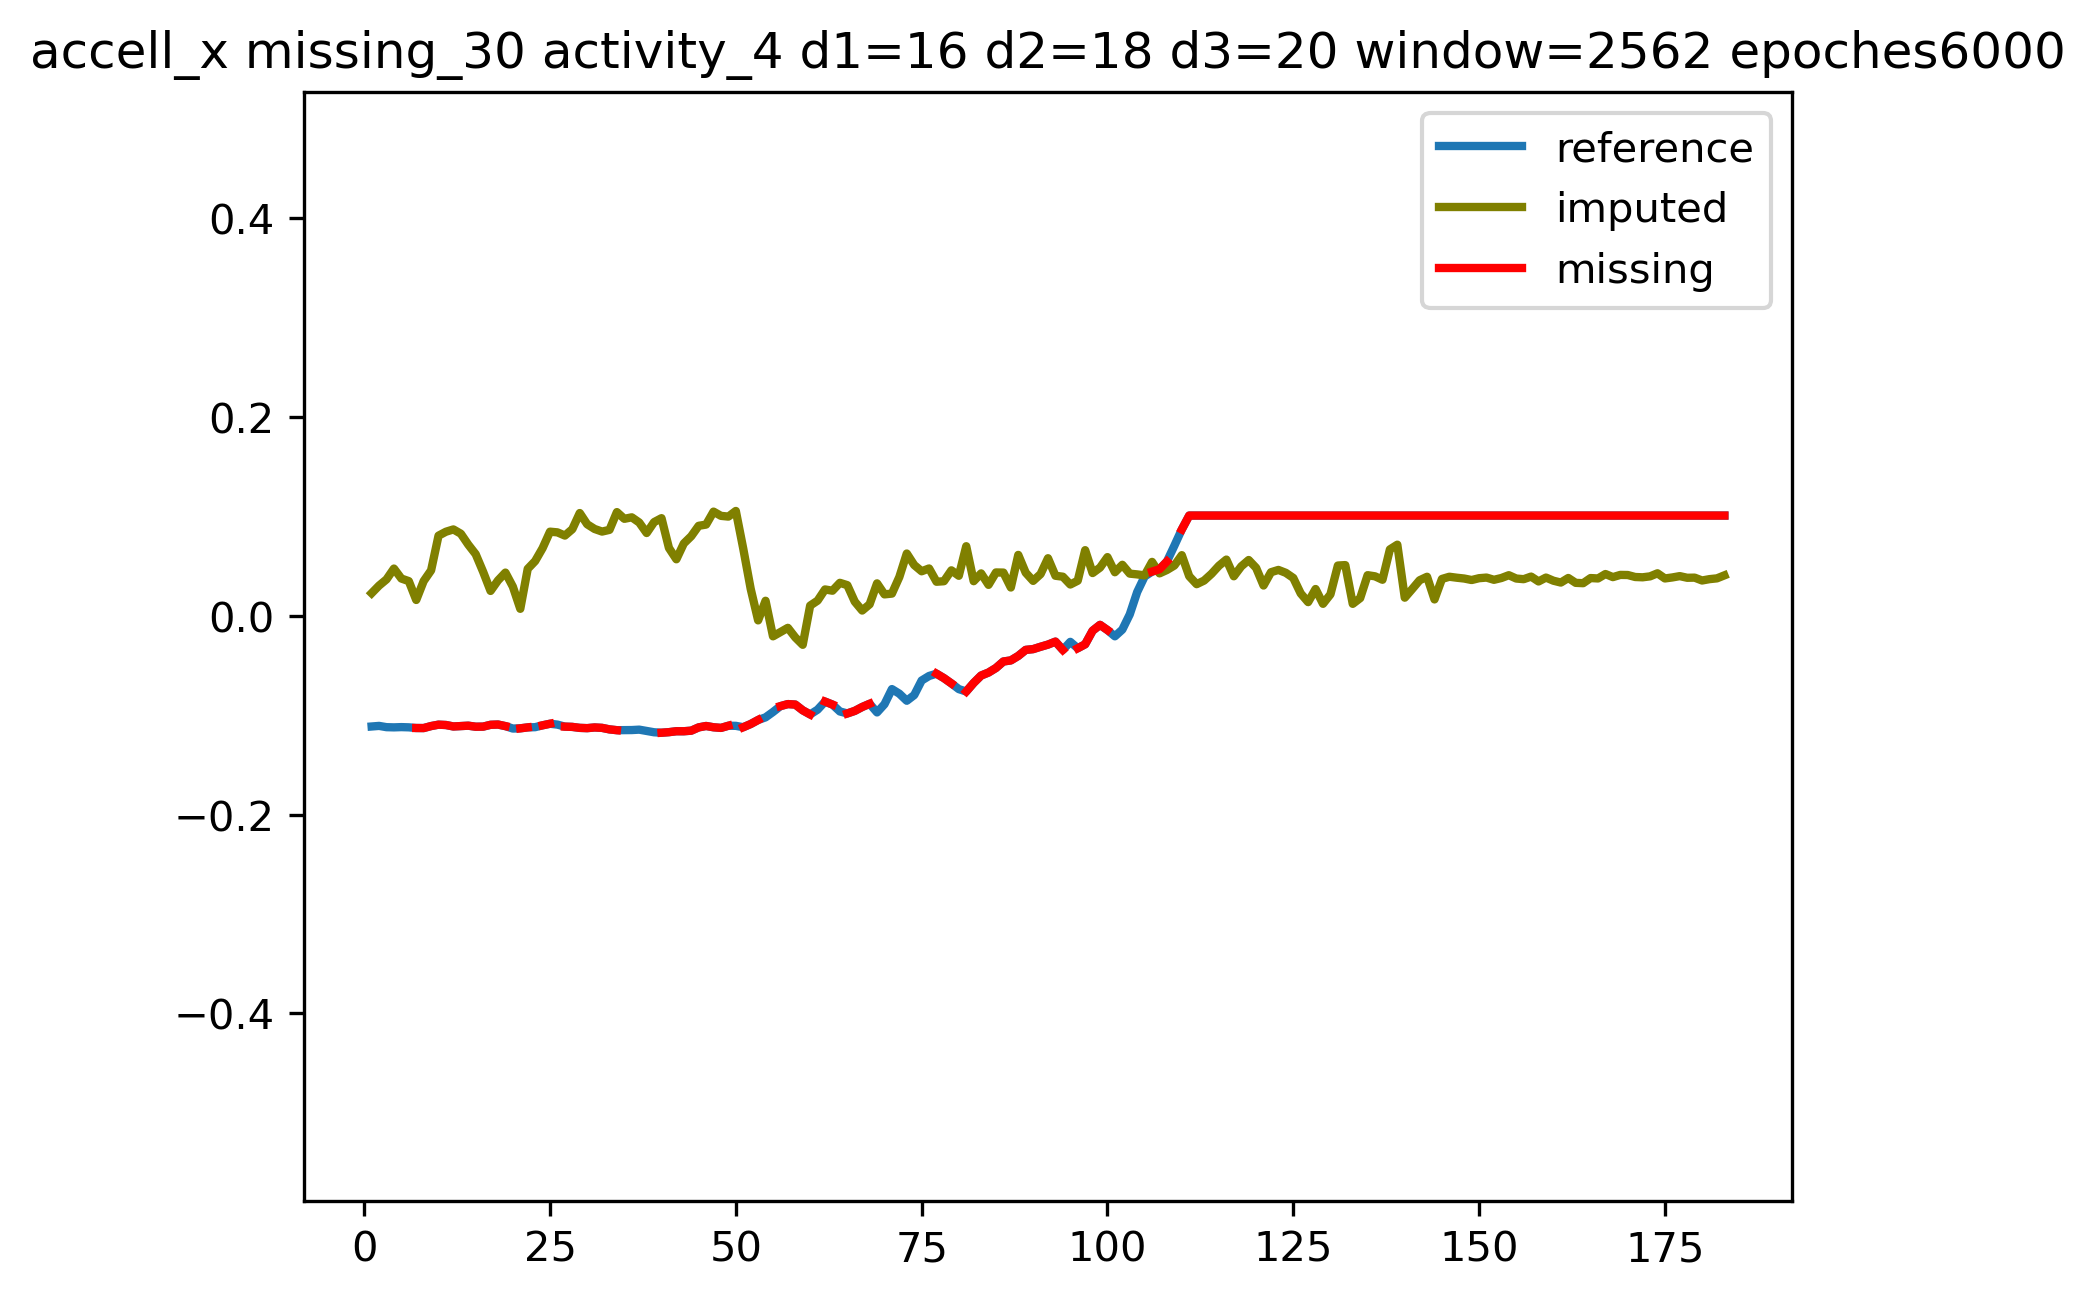 accell_x missing_30 activity_4 d1=16 d2=18 d3=20 window=2562 epoches6000
reference
imputed
missing
0.4
0.2
0.0
−0.2
−0.4
0 25 50 75 100 125 150 175